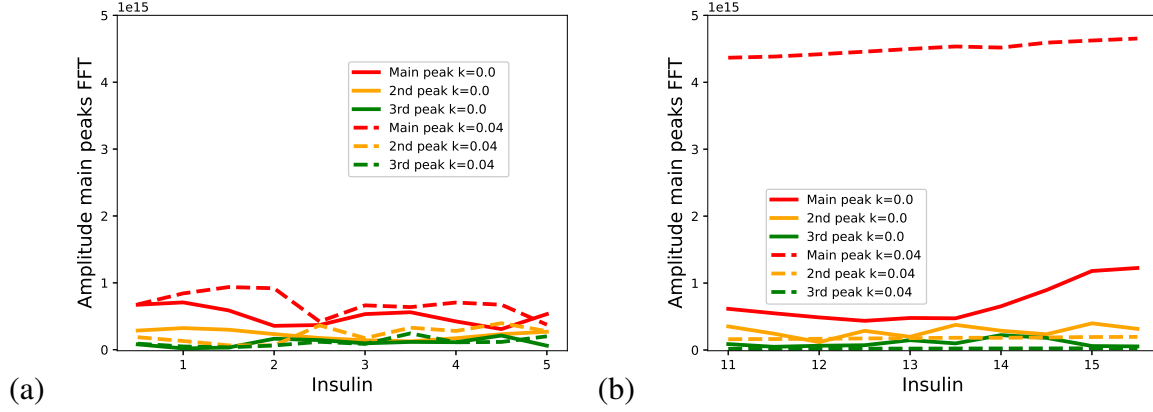 1e15
Amplitude main peaks FFT
5
4
3
2
1
0
Main peak k=0.0
2nd peak k=0.0
3rd peak k=0.0
Main peak k=0.04
2nd peak k=0.04
3rd peak k=0.04
1 2 3 4 5
Insulin
(a)
1e15
Amplitude main peaks FFT
5
4
3
2
1
0
Main peak k=0.0
2nd peak k=0.0
3rd peak k=0.0
Main peak k=0.04
2nd peak k=0.04
3rd peak k=0.04
11 12 13 14 15
Insulin
(b)